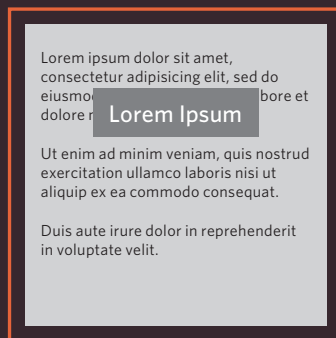 Lorem ipsum dolor sit amet,
consectetur adipisicing elit, sed do
bore et
dolore
Lorem Ipsum
Ut enim ad minim veniam, quis nostrud
exercitation ullamco laboris nisi ut
aliquip ex ea commodo consequat.
Duis aute irure dolor in reprehenderit
in voluptate velit.